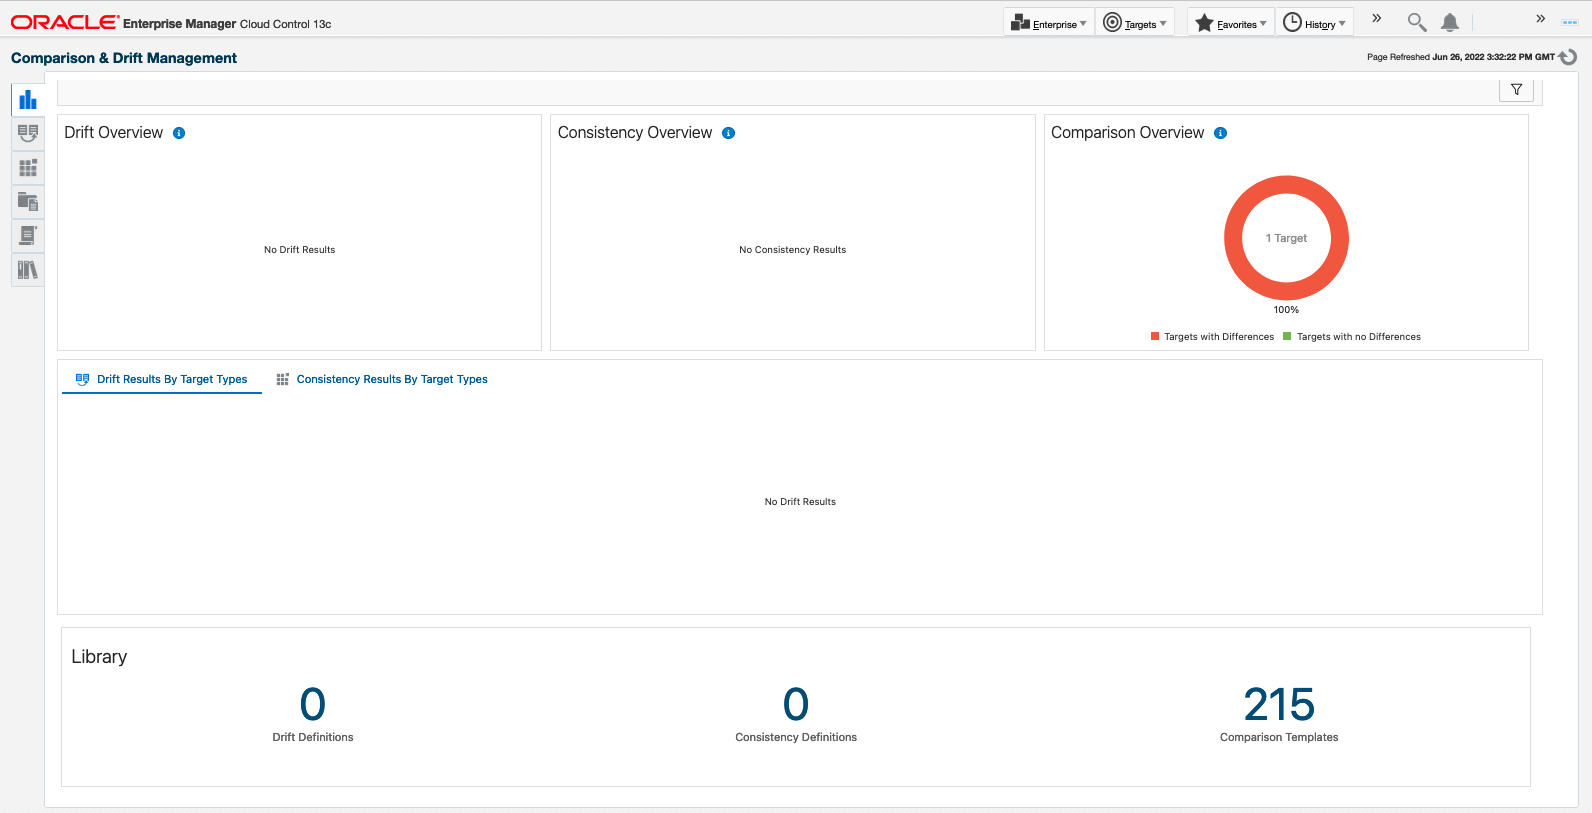 ORACLE Enterprise Manager Cloud Control 13c
Enterprise Targets Favorites History
Comparison & Drift Management
Page Refreshed Jun 26, 2022 3:32:22 PM GMT
Drift Overview
No Drift Results
Consistency Overview
No Consistency Results
Comparison Overview
1 Target
100%
Targets with Differences Targets with no Differences
Drift Results By Target Types Consistency Results By Target Types
No Drift Results
Library
0
Drift Definitions
0
Consistency Definitions
215
Comparison Templates